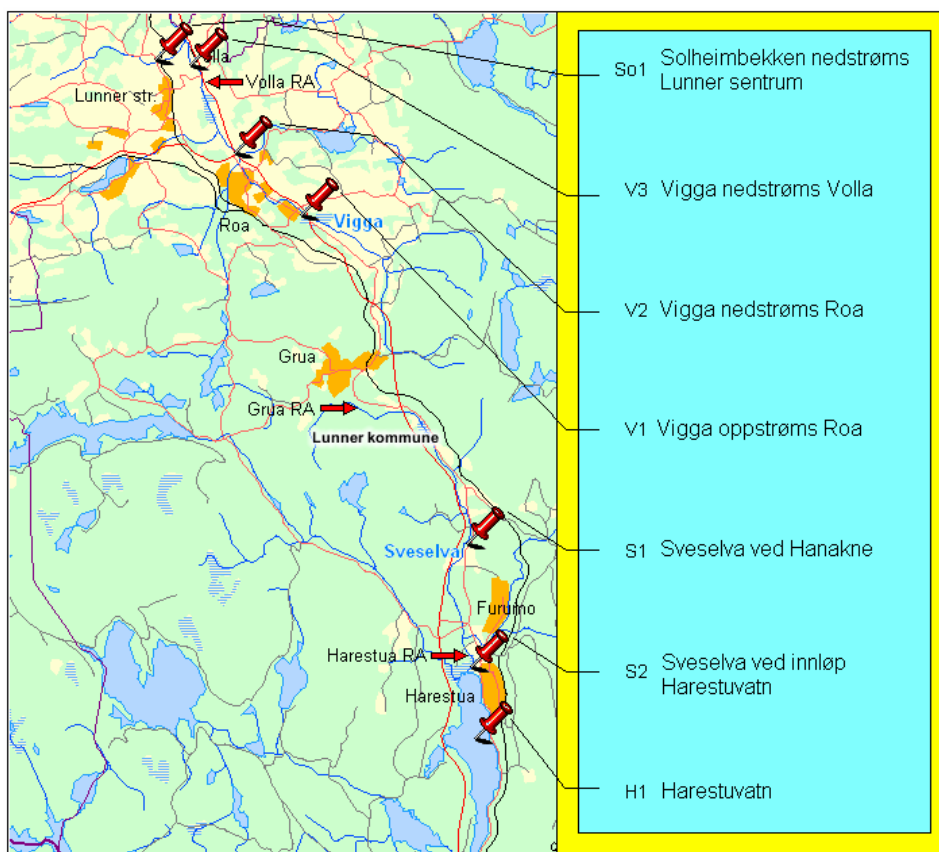 Volla
Volla RA
Lunner str.
Roa
Vigga
Grua
Grua RA
Lunner kommune
Sveselva
Furumo
Harestua RA
Harestua
So1 Solheimbekken nedstrøms
Lunner sentrum
V3 Vigga nedstrøms Volla
V2 Vigga nedstrøms Roa
V1 Vigga oppstrøms Roa
S1 Sveselva ved Hanakne
S2 Sveselva ved innløp
Harestuvatn
H1 Harestuvatn